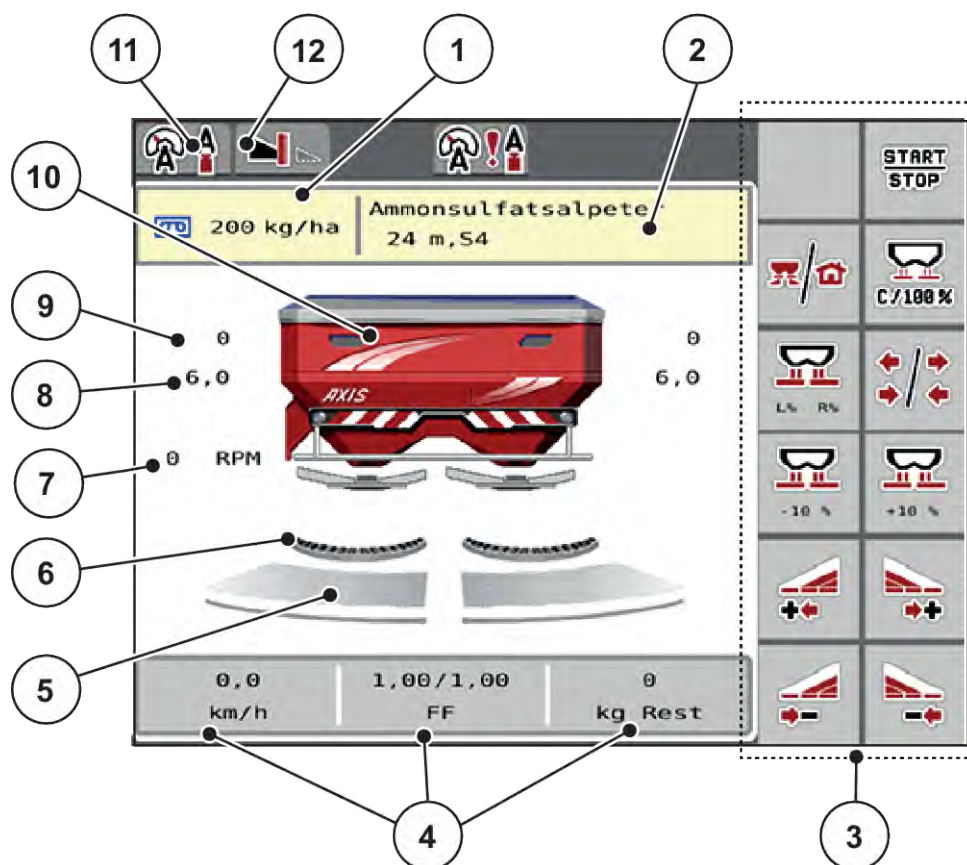 11
12
1
2
10
START
STOP
200 kg/ha
Ammonsulfatsalpeter
24 m,S4
C/100 %
9
0
0
8
6,0
6,0
AXIS
L% R%
7
0 RPM
-10 %
+10 %
6
5
0,0
km/h
1,00/1,00
FF
0
kg Rest
4
3